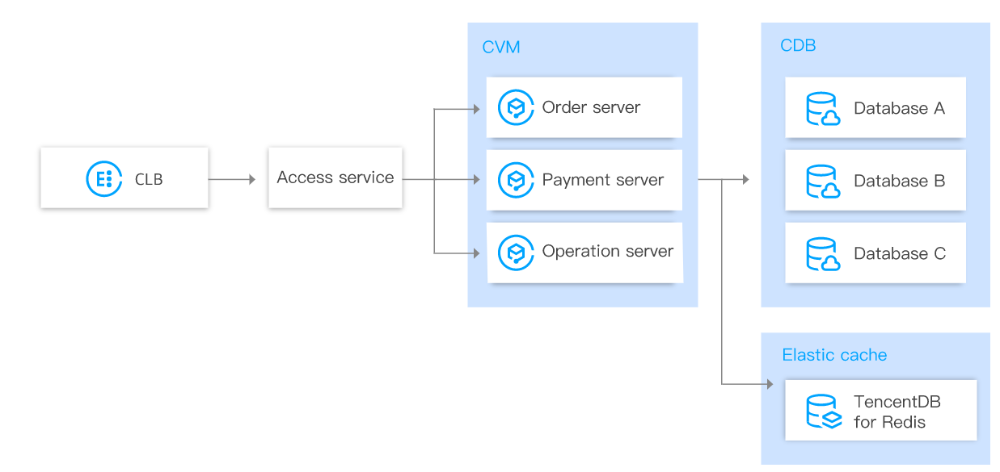 CLB
Access service
CVM
Order server
Payment server
Operation server
CDB
Database A
Database B
Database C
Elastic cache
TencentDB
for Redis